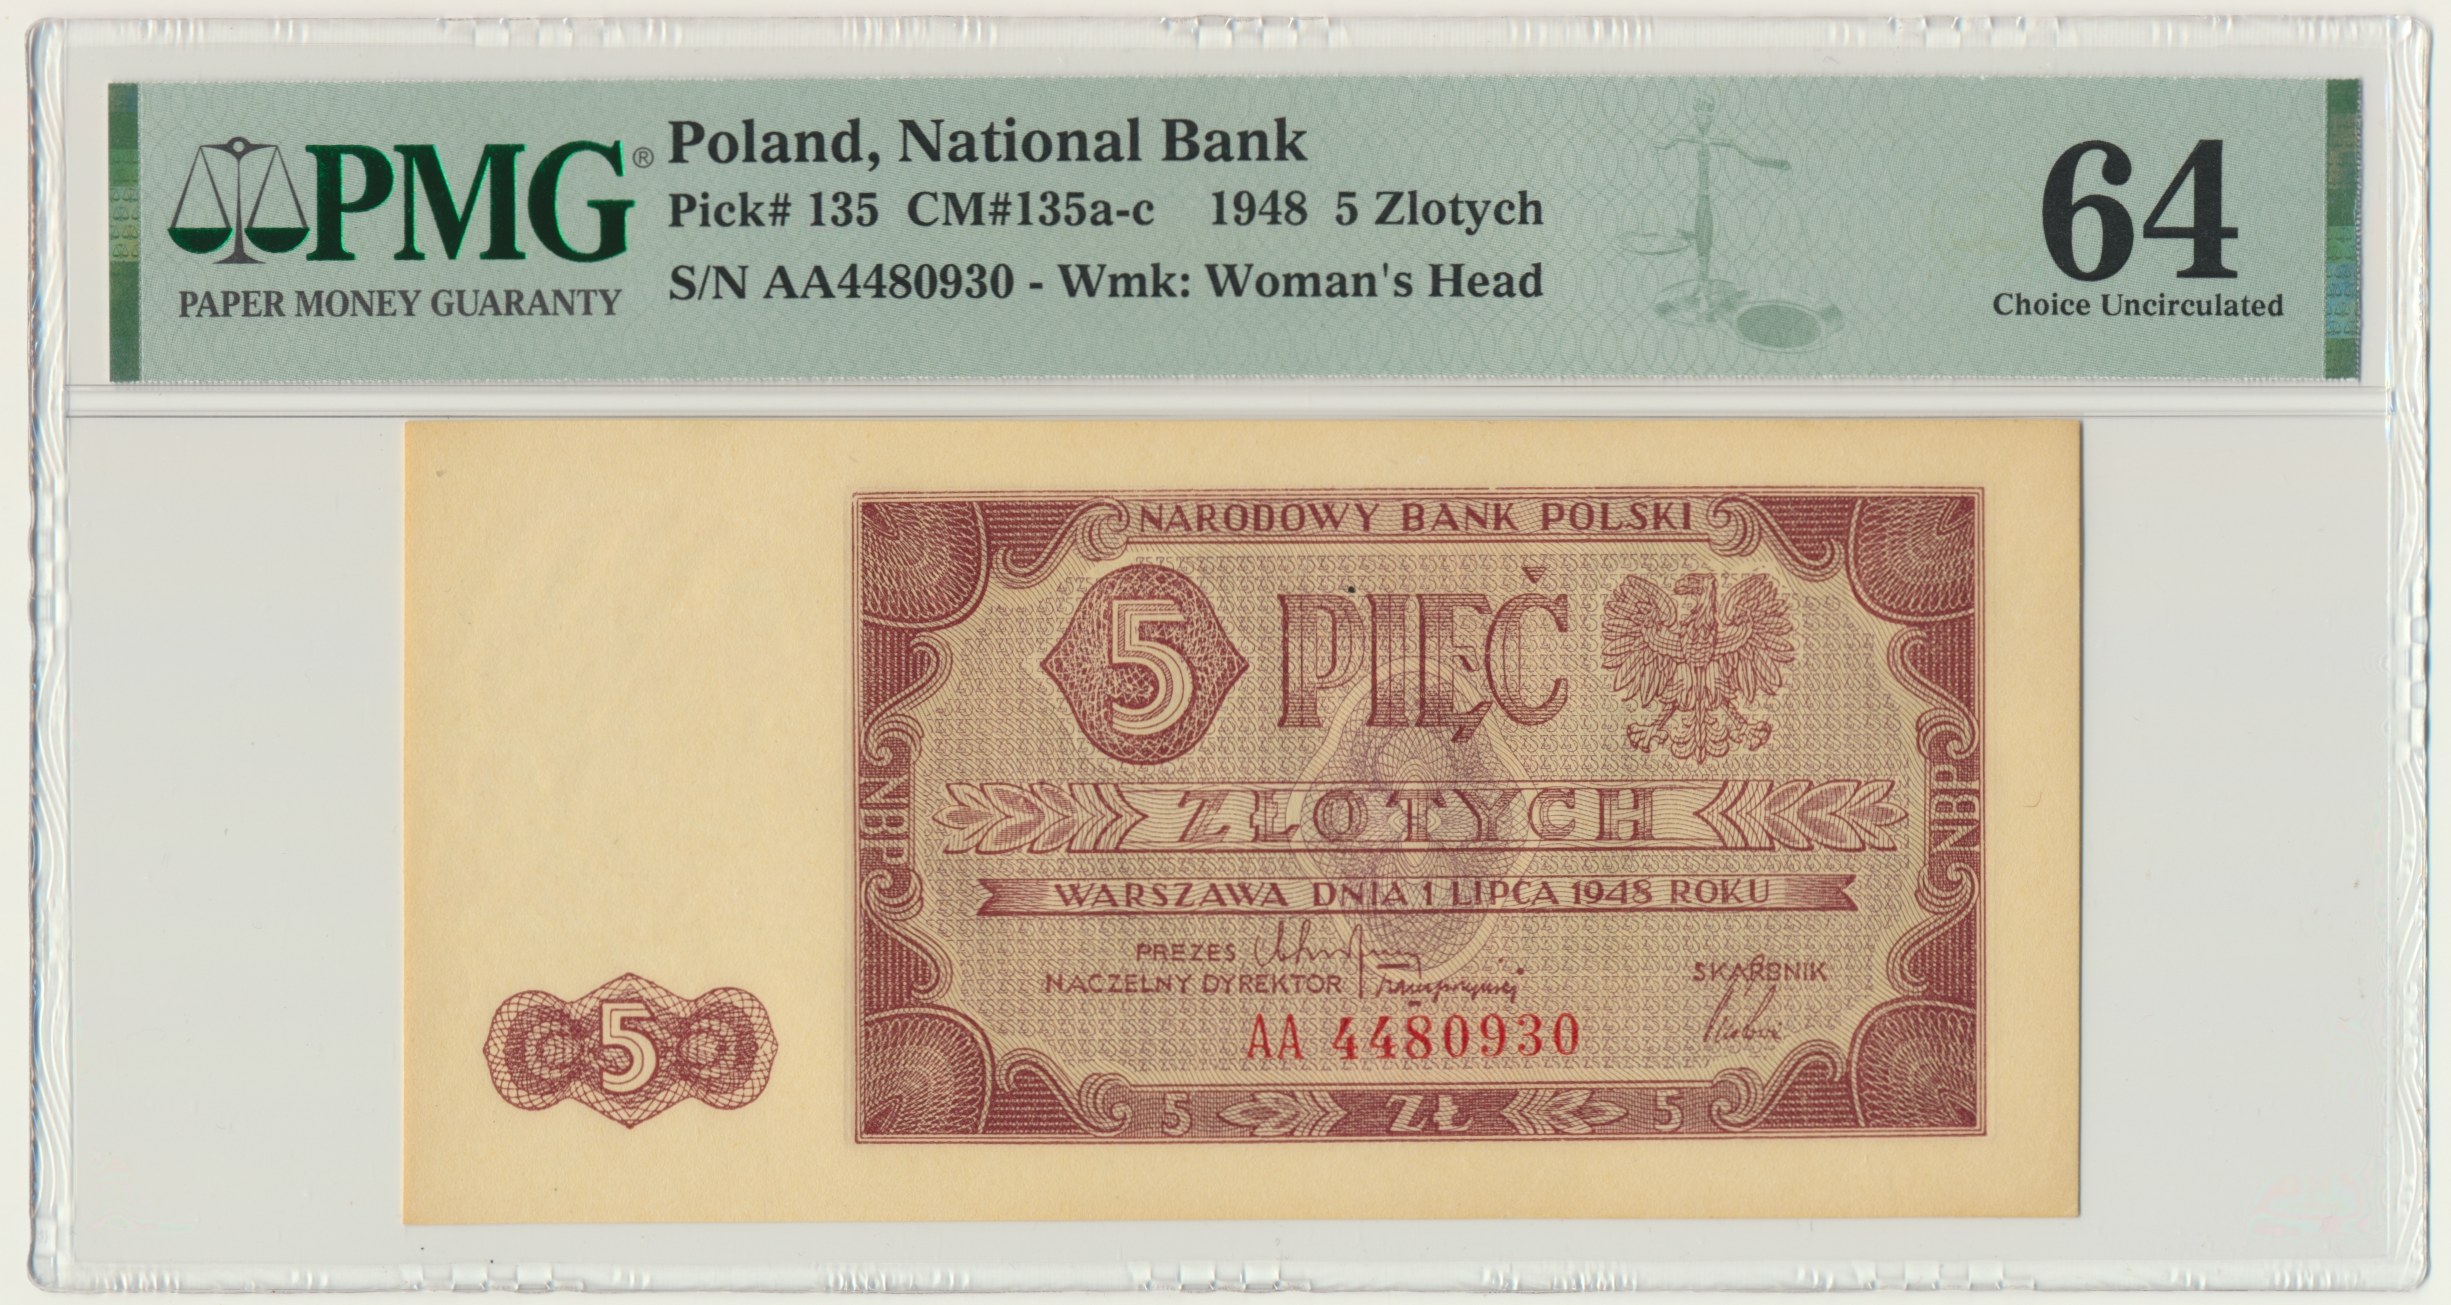 PMG®
PAPER MONEY GUARANTY
Poland, National Bank
Pick# 135 CM#135a-c 1948 5 Zlotych
S/N AA4480930 - Wmk: Woman's Head
64
Choice Uncirculated
NARODOWY BANK POLSKI
5 PIĘĆ
ZŁOTYCH
NBP
NBP
WARSZAWA DNIA 1 LIPCA 1948 ROKU
PREZES
NACZELNY DYREKTOR
SKARBNIK
AA 4480930
5
5 ZŁ 5